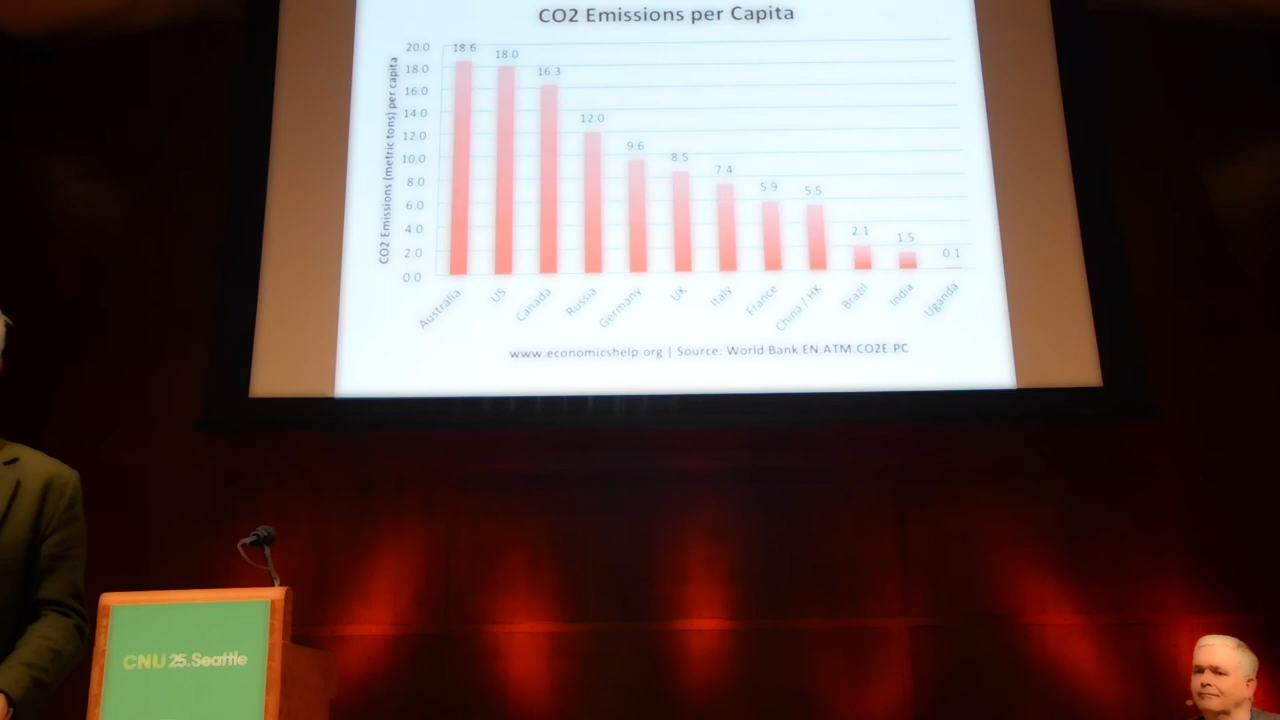 CO2 Emissions per Capita
CO2 Emissions (metric tons) per capita
20.0
18.0
16.0
14.0
12.0
10.0
8.0
6.0
4.0
2.0
0.0
18.6
18.0
16.3
12.0
9.6
8.5
7.4
5.9
5.5
2.1
1.5
0.1
Australia
US
Canada
Russia
Germany
UK
Italy
France
China / HK
Brazil
India
Uganda
www.economicshelp.org | Source: World Bank EN.ATM.CO2E.PC
CNU 25.Seattle